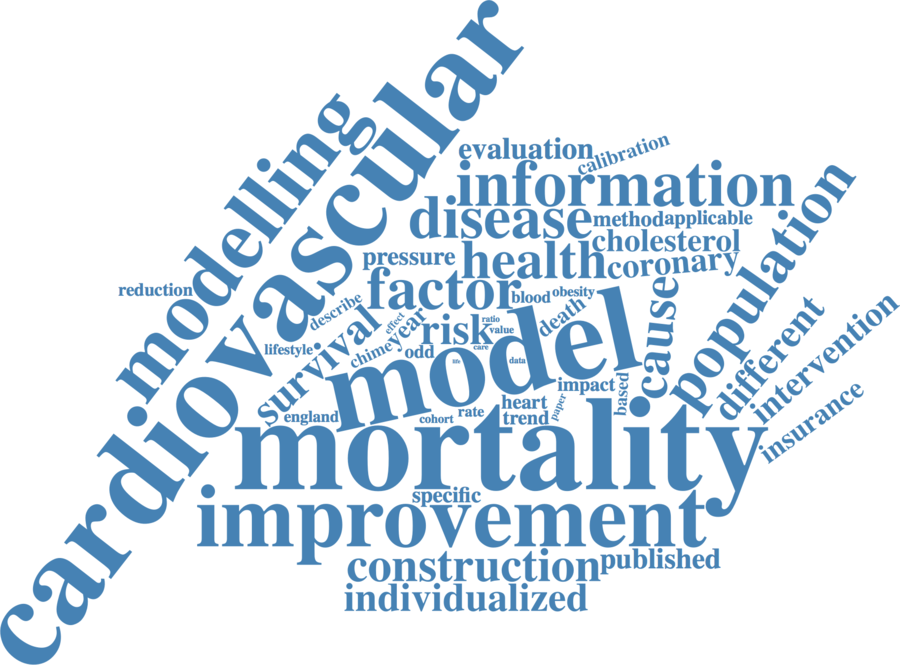 cardiovascular
modelling
evaluation
calibration
information
disease
method
applicable
population
cholesterol
pressure
health
coronary
reduction
factor
blood
obesity
cause
describe
effect
year
chime
survival
risk
ratio
value
death
lifestyle
odd
care
life
data
model
different
intervention
insurance
impact
based
paper
heart
trend
england
cohort
rate
mortality
specific
improvement
construction
published
individualized